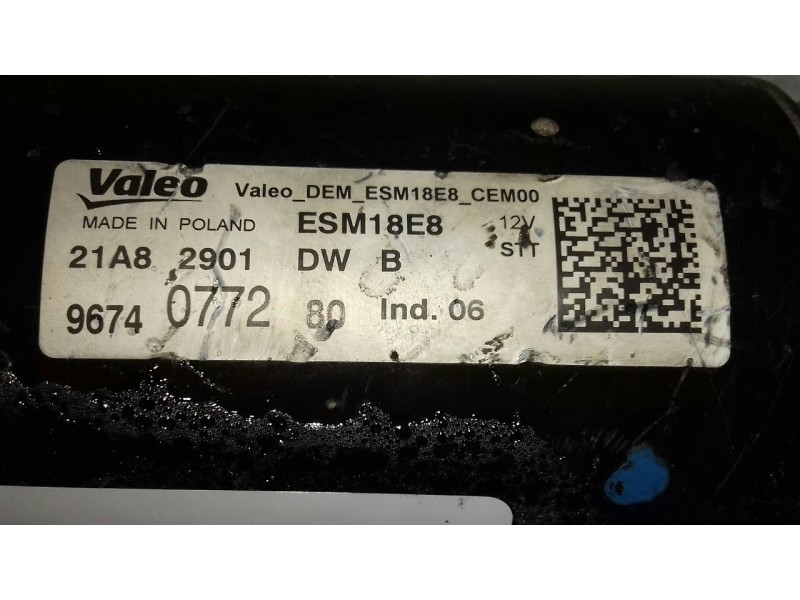 Valeo Valeo_DEM_ESM18E8_CEM00
MADE IN POLAND ESM18E8 12V
21A8 2901 DW B STT
9674 0772 80 Ind. 06